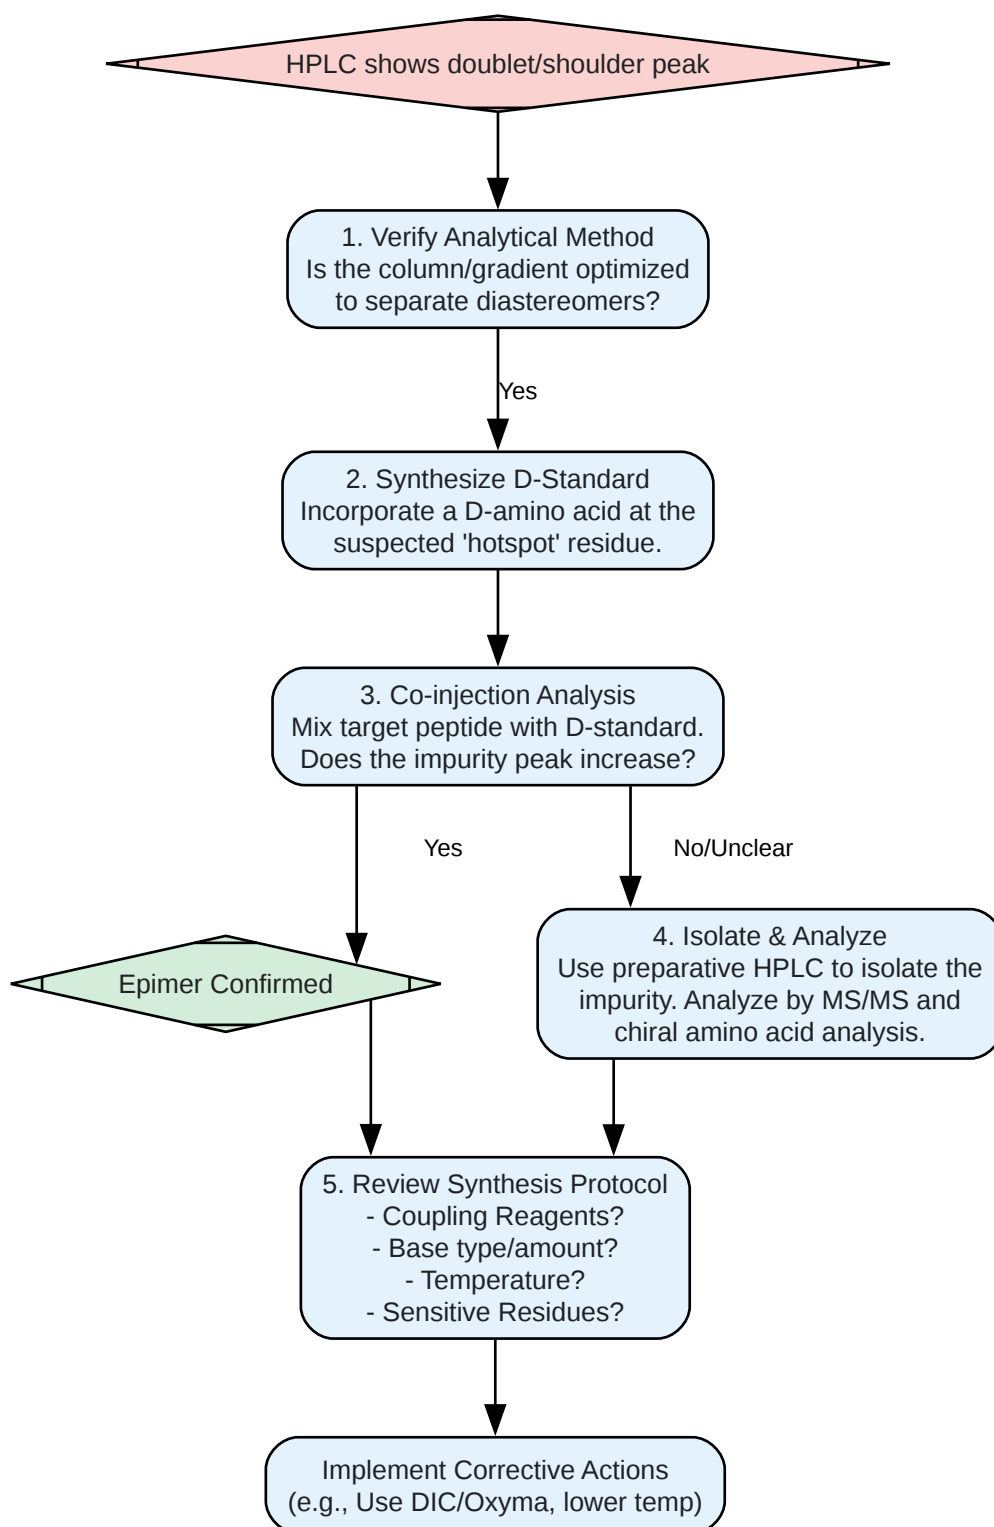 HPLC shows doublet/shoulder peak
1. Verify Analytical Method
Is the column/gradient optimized
to separate diastereomers?
Yes
2. Synthesize D-Standard
Incorporate a D-amino acid at the
suspected 'hotspot' residue.
3. Co-injection Analysis
Mix target peptide with D-standard.
Does the impurity peak increase?
Yes
No/Unclear
Epimer Confirmed
4. Isolate & Analyze
Use preparative HPLC to isolate the
impurity. Analyze by MS/MS and
chiral amino acid analysis.
5. Review Synthesis Protocol
- Coupling Reagents?
- Base type/amount?
- Temperature?
- Sensitive Residues?
Implement Corrective Actions
(e.g., Use DIC/Oxyma, lower temp)